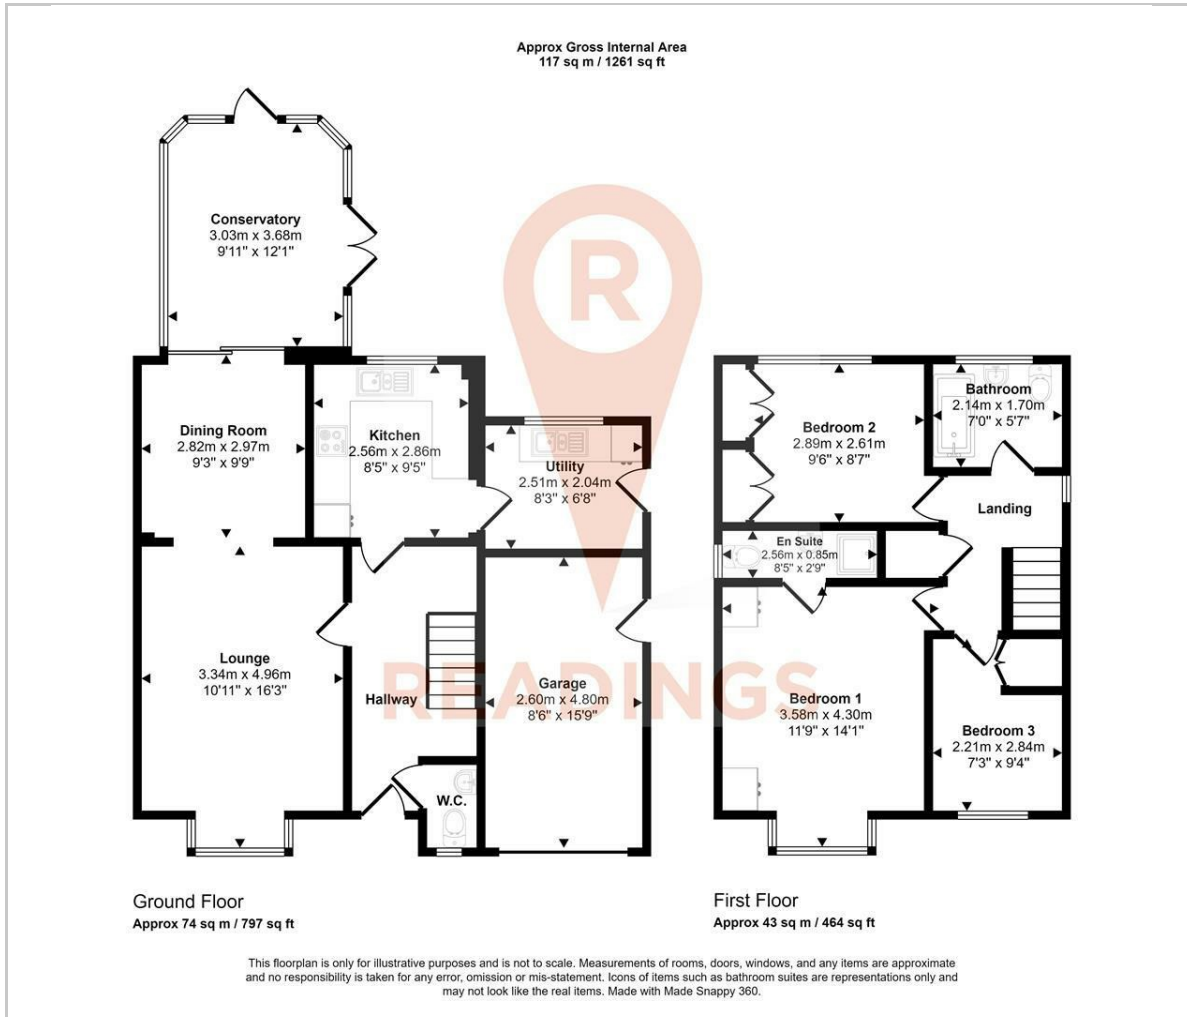 Approx Gross Internal Area
117 sq m / 1261 sq ft
Conservatory
3.03m x 3.68m
9'11" x 12'1"
Dining Room
2.82m x 2.97m
9'3" x 9'9"
Kitchen
2.56m x 2.86m
8'5" x 9'5"
Utility
2.51m x 2.04m
8'3" x 6'8"
Lounge
3.34m x 4.96m
10'11" x 16'3"
Hallway
Garage
2.60m x 4.80m
8'6" x 15'9"
W.C.
Bedroom 2
2.89m x 2.61m
9'6" x 8'7"
Bathroom
2.14m x 1.70m
7'0" x 5'7"
Landing
En Suite
2.56m x 0.85m
8'5" x 2'9"
Bedroom 1
3.58m x 4.30m
11'9" x 14'1"
Bedroom 3
2.21m x 2.84m
7'3" x 9'4"
R
READINGS
Ground Floor
Approx 74 sq m / 797 sq ft
First Floor
Approx 43 sq m / 464 sq ft
This floorplan is only for illustrative purposes and is not to scale. Measurements of rooms, doors, windows, and any items are approximate
and no responsibility is taken for any error, omission or mis-statement. Icons of items such as bathroom suites are representations only and
may not look like the real items. Made with Made Snappy 360.